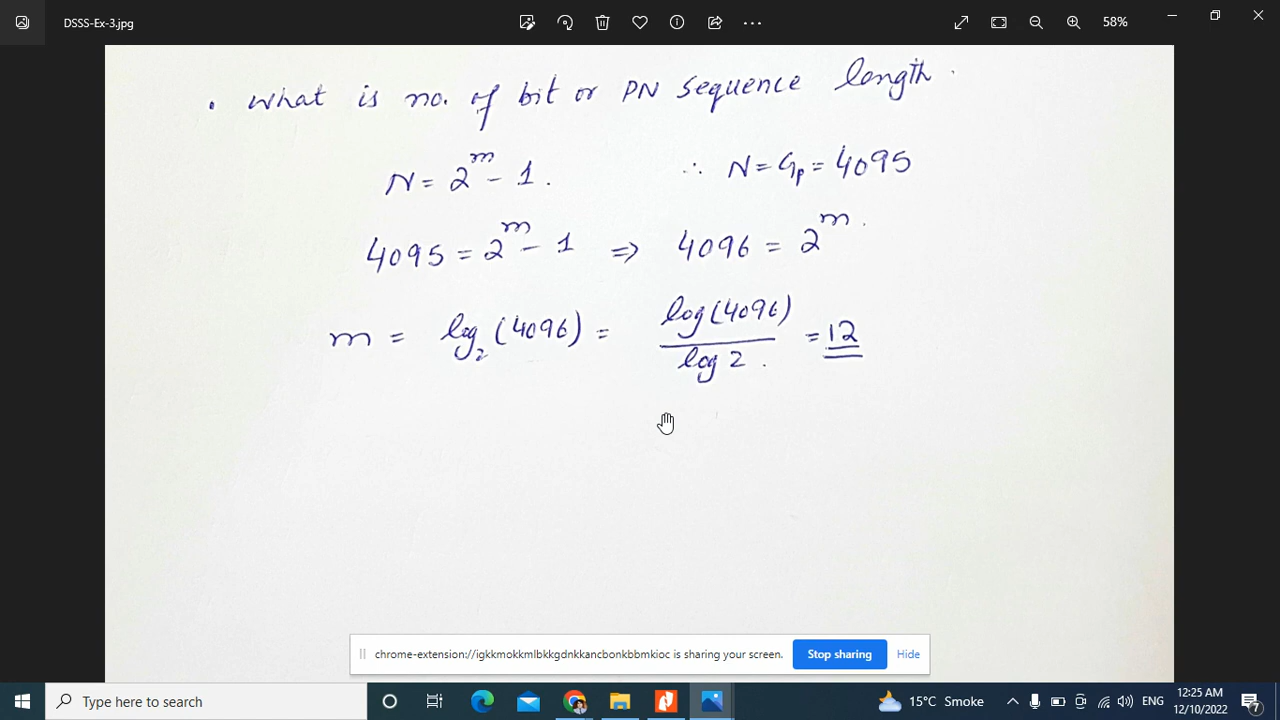 DSSS-Ex-3.jpg
58%
. What is no. of bit or PN sequence length.
N = 2^m - 1. ∴ N = Gp = 4095
4095 = 2^m - 1 ⇒ 4096 = 2^m.
m = log₂(4096) = log(4096) / log 2. = 12
chrome-extension://igkkmokkmlbkkgdnkkancbonkbbmkioc is sharing your screen. Stop sharing Hide
Type here to search
15°C Smoke
ENG
12:25 AM
12/10/2022
7